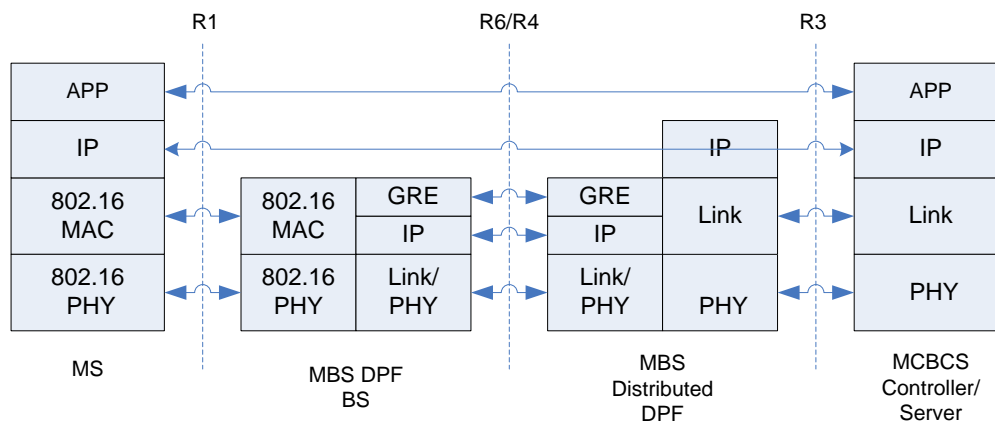 R1
R6/R4
R3
APP
APP
IP
IP
IP
802.16
MAC
802.16
MAC
GRE
IP
GRE
IP
Link
Link
802.16
PHY
802.16
PHY
Link/
PHY
Link/
PHY
PHY
PHY
MS
MBS DPF
BS
MBS
Distributed
DPF
MCBCS
Controller/
Server